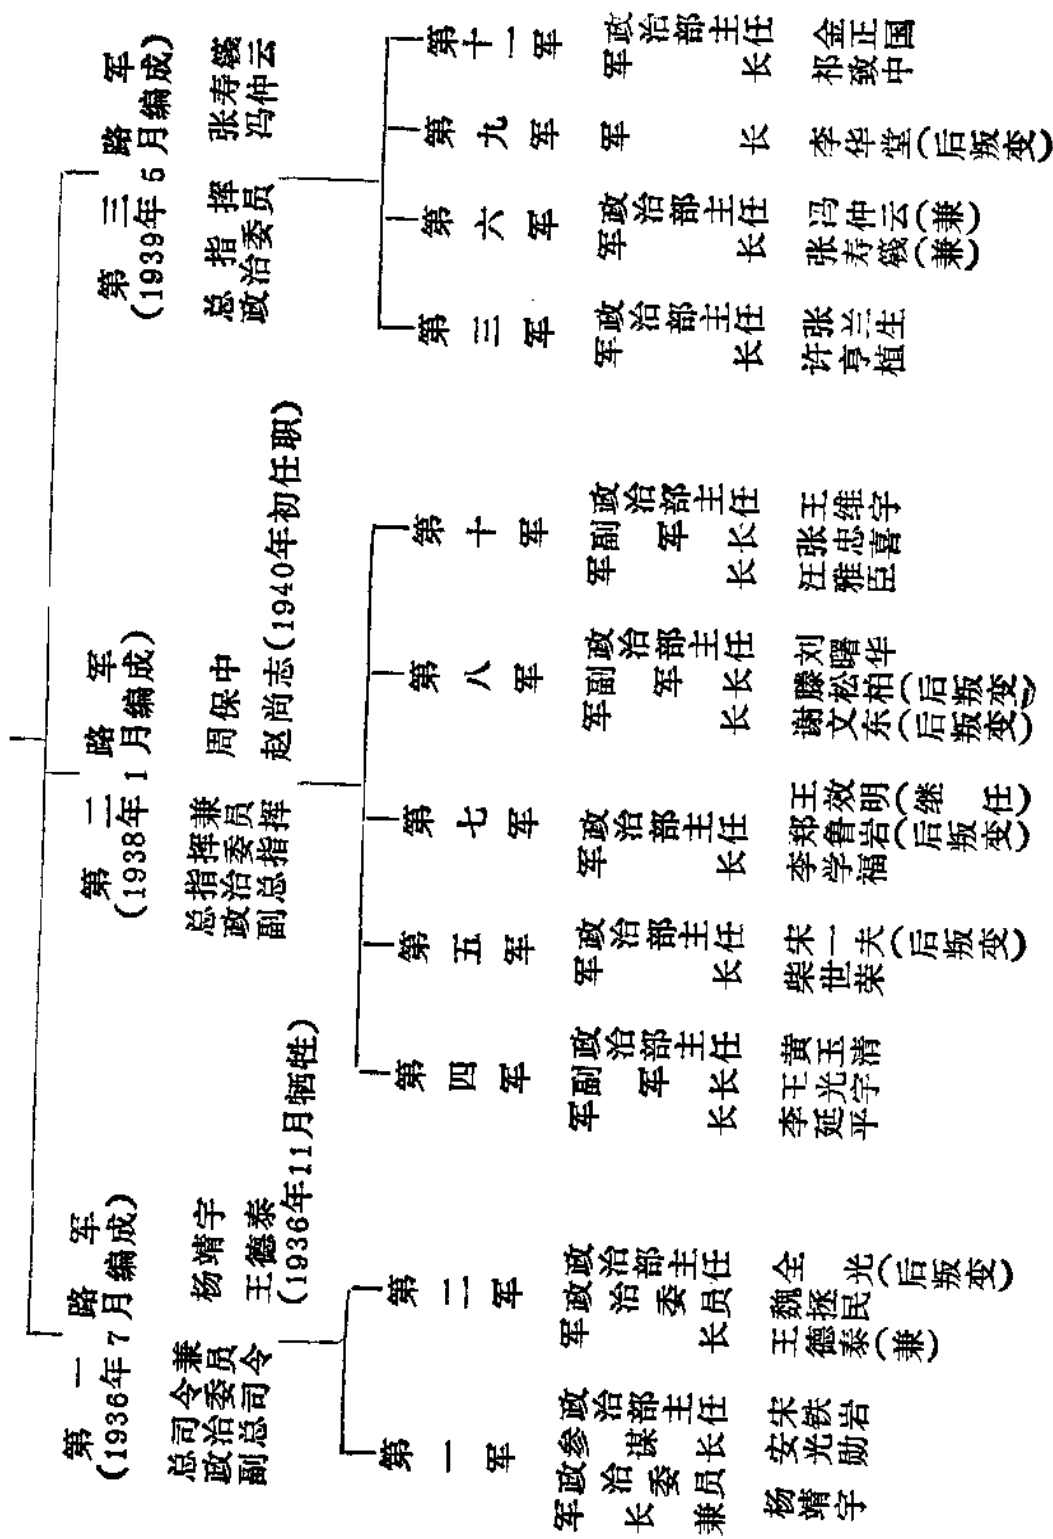 第一路军
(1936年7月编成)
总司令兼
政治委员 杨靖宇
副总司令 王德泰
(1936年11月牺牲)
第一军
军长兼
政治委员
参谋长
政治部主任
杨靖宇
安光勋
宋铁岩
第二军
军长
政治委员
政治部主任
王德泰(兼)
魏拯民
全光(后叛变)
第二路军
(1938年1月编成)
总指挥兼
政治委员 周保中
副总指挥 赵尚志(1940年初任职)
第四军
军长
副军长
政治部主任
李延平
王光宇
黄玉清
第五军
军长
政治部主任
柴世荣
宋一夫(后叛变)
第七军
军长
政治部主任
李学福
郑鲁岩(后叛变)
王效明(继任)
第八军
军长
副军长
政治部主任
谢文东(后叛变)
滕松柏(后叛变)
刘曙华
第十军
军长
副军长
政治部主任
汪雅臣
张忠喜
王维宇
第三路军
(1939年5月编成)
总指挥 张寿篯
政治委员 冯仲云
第三军
军长
政治部主任
许亨植
张兰生
第六军
军长
政治部主任
张寿篯(兼)
冯仲云(兼)
第九军
军长
李华堂(后叛变)
第十一军
军长
政治部主任
祁致中
金正国